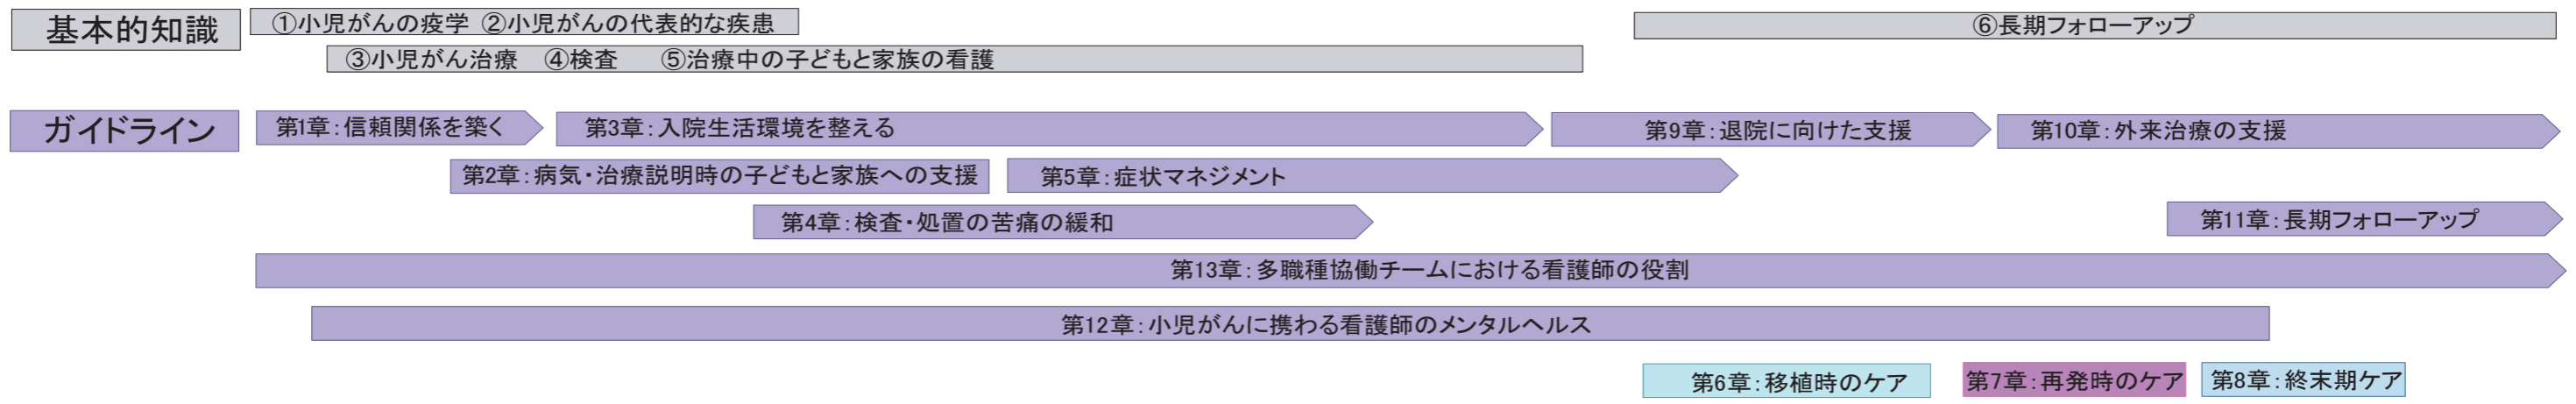 基本的知識
①小児がんの疫学 ②小児がんの代表的な疾患
⑥長期フォローアップ
③小児がん治療 ④検査 ⑤治療中の子どもと家族の看護
ガイドライン
第1章：信頼関係を築く
第3章：入院生活環境を整える
第9章：退院に向けた支援
第10章：外来治療の支援
第2章：病気・治療説明時の子どもと家族への支援
第5章：症状マネジメント
第4章：検査・処置の苦痛の緩和
第11章：長期フォローアップ
第13章：多職種協働チームにおける看護師の役割
第12章：小児がんに携わる看護師のメンタルヘルス
第6章：移植時のケア
第7章：再発時のケア
第8章：終末期ケア